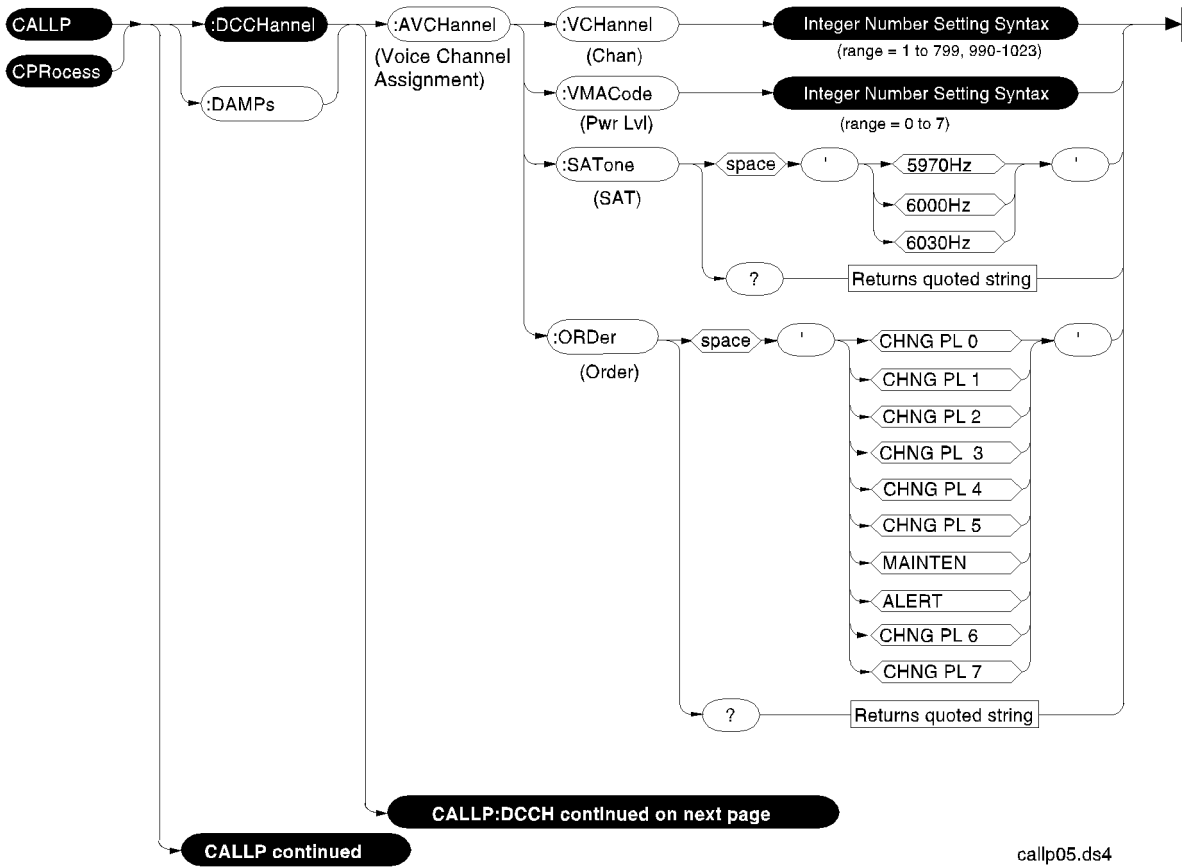 CALLP
:DCCHannel
:AVCHannel
:VCHannel
Integer Number Setting Syntax
(Voice Channel
Assignment)
(Chan)
(range = 1 to 799, 990-1023)
CPRocess
:DAMPs
:VMACode
Integer Number Setting Syntax
(Pwr Lvl)
(range = 0 to 7)
:SATone
space
'
5970Hz
'
(SAT)
6000Hz
6030Hz
?
Returns quoted string
:ORDer
space
'
CHNG PL 0
'
(Order)
CHNG PL 1
CHNG PL 2
CHNG PL 3
CHNG PL 4
CHNG PL 5
MAINTEN
ALERT
CHNG PL 6
CHNG PL 7
?
Returns quoted string
CALLP:DCCH continued on next page
CALLP continued
callp05.ds4